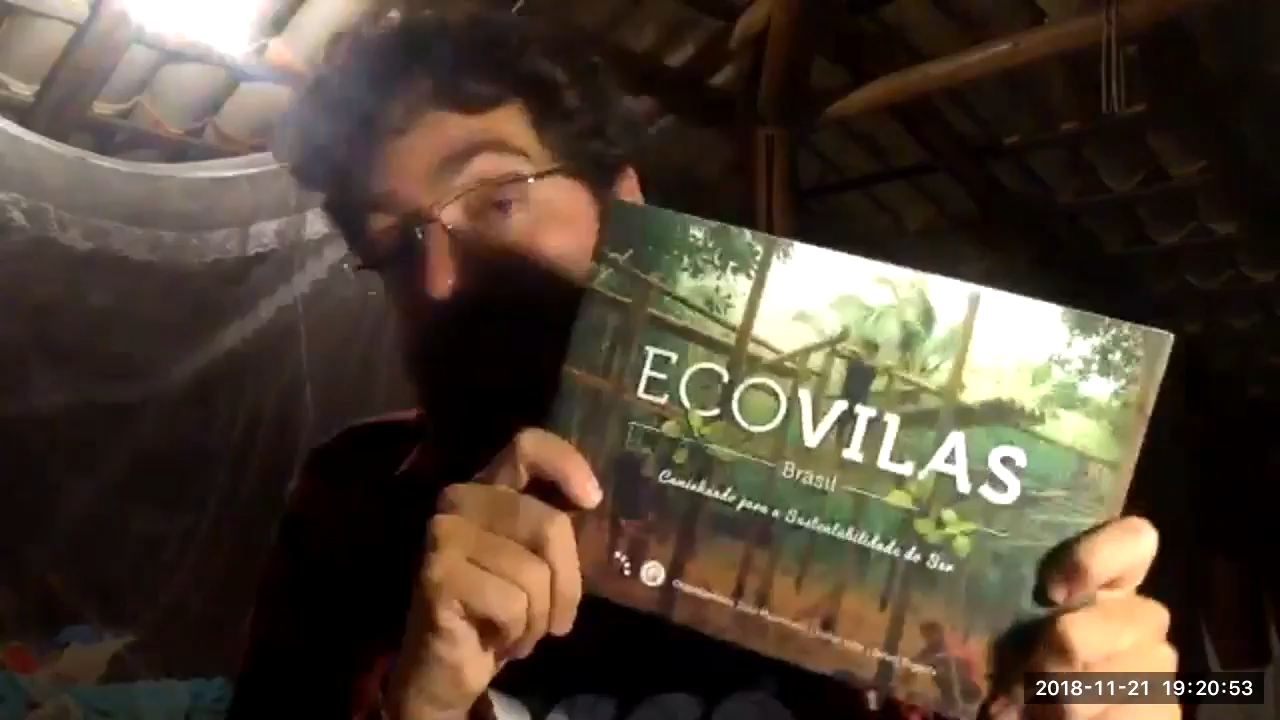 ECOVILAS
Brasil
Caminhando para a Sustentabilidade do Ser
2018-11-21 19:20:53